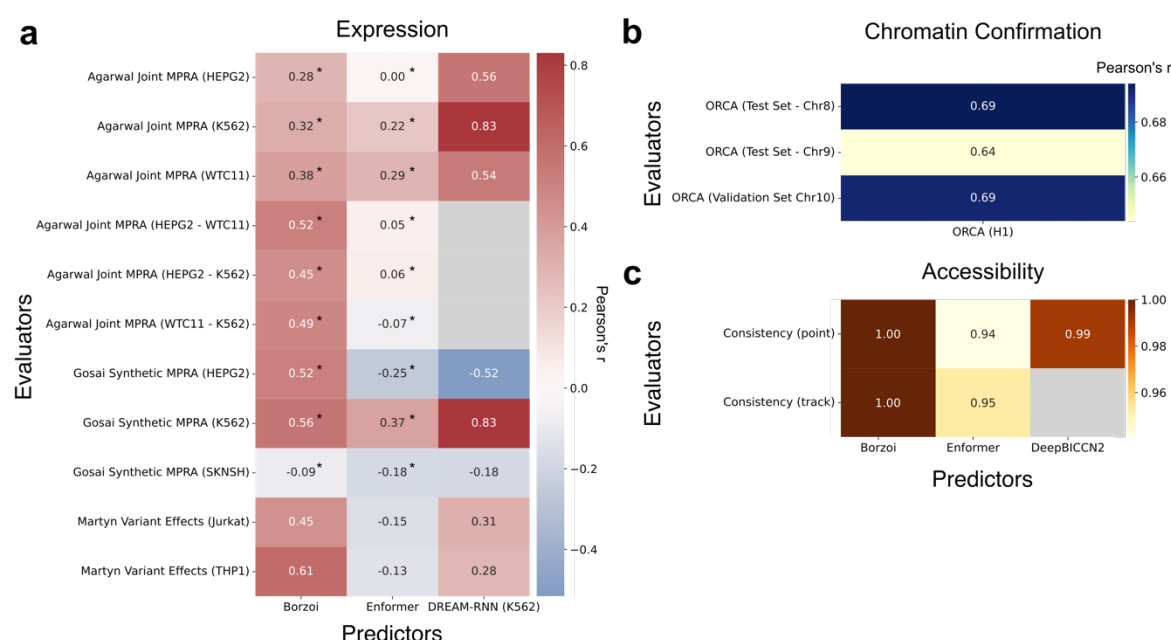 a
Expression
Evaluators
Agarwal Joint MPRA (HEPG2)
0.28* 0.00* 0.56
Agarwal Joint MPRA (K562)
0.32* 0.22* 0.83
Agarwal Joint MPRA (WTC11)
0.38* 0.29* 0.54
Agarwal Joint MPRA (HEPG2 - WTC11)
0.52* 0.05*
Agarwal Joint MPRA (HEPG2 - K562)
0.45* 0.06*
Agarwal Joint MPRA (WTC11 - K562)
0.49* -0.07*
Gosai Synthetic MPRA (HEPG2)
0.52* -0.25* -0.52
Gosai Synthetic MPRA (K562)
0.56* 0.37* 0.83
Gosai Synthetic MPRA (SKNSH)
-0.09* -0.18* -0.18
Martyn Variant Effects (Jurkat)
0.45 -0.15 0.31
Martyn Variant Effects (THP1)
0.61 -0.13 0.28
Borzoi Enformer DREAM-RNN (K562)
Predictors
0.8
0.6
0.4
0.2
0.0
−0.2
−0.4
Pearson's r
b
Chromatin Confirmation
Pearson's r
Evaluators
ORCA (Test Set - Chr8)
0.69
ORCA (Test Set - Chr9)
0.64
ORCA (Validation Set Chr10)
0.69
ORCA (H1)
0.68
0.66
c
Accessibility
Evaluators
Consistency (point)
1.00 0.94 0.99
Consistency (track)
1.00 0.95
Borzoi Enformer DeepBICCN2
Predictors
1.00
0.98
0.96